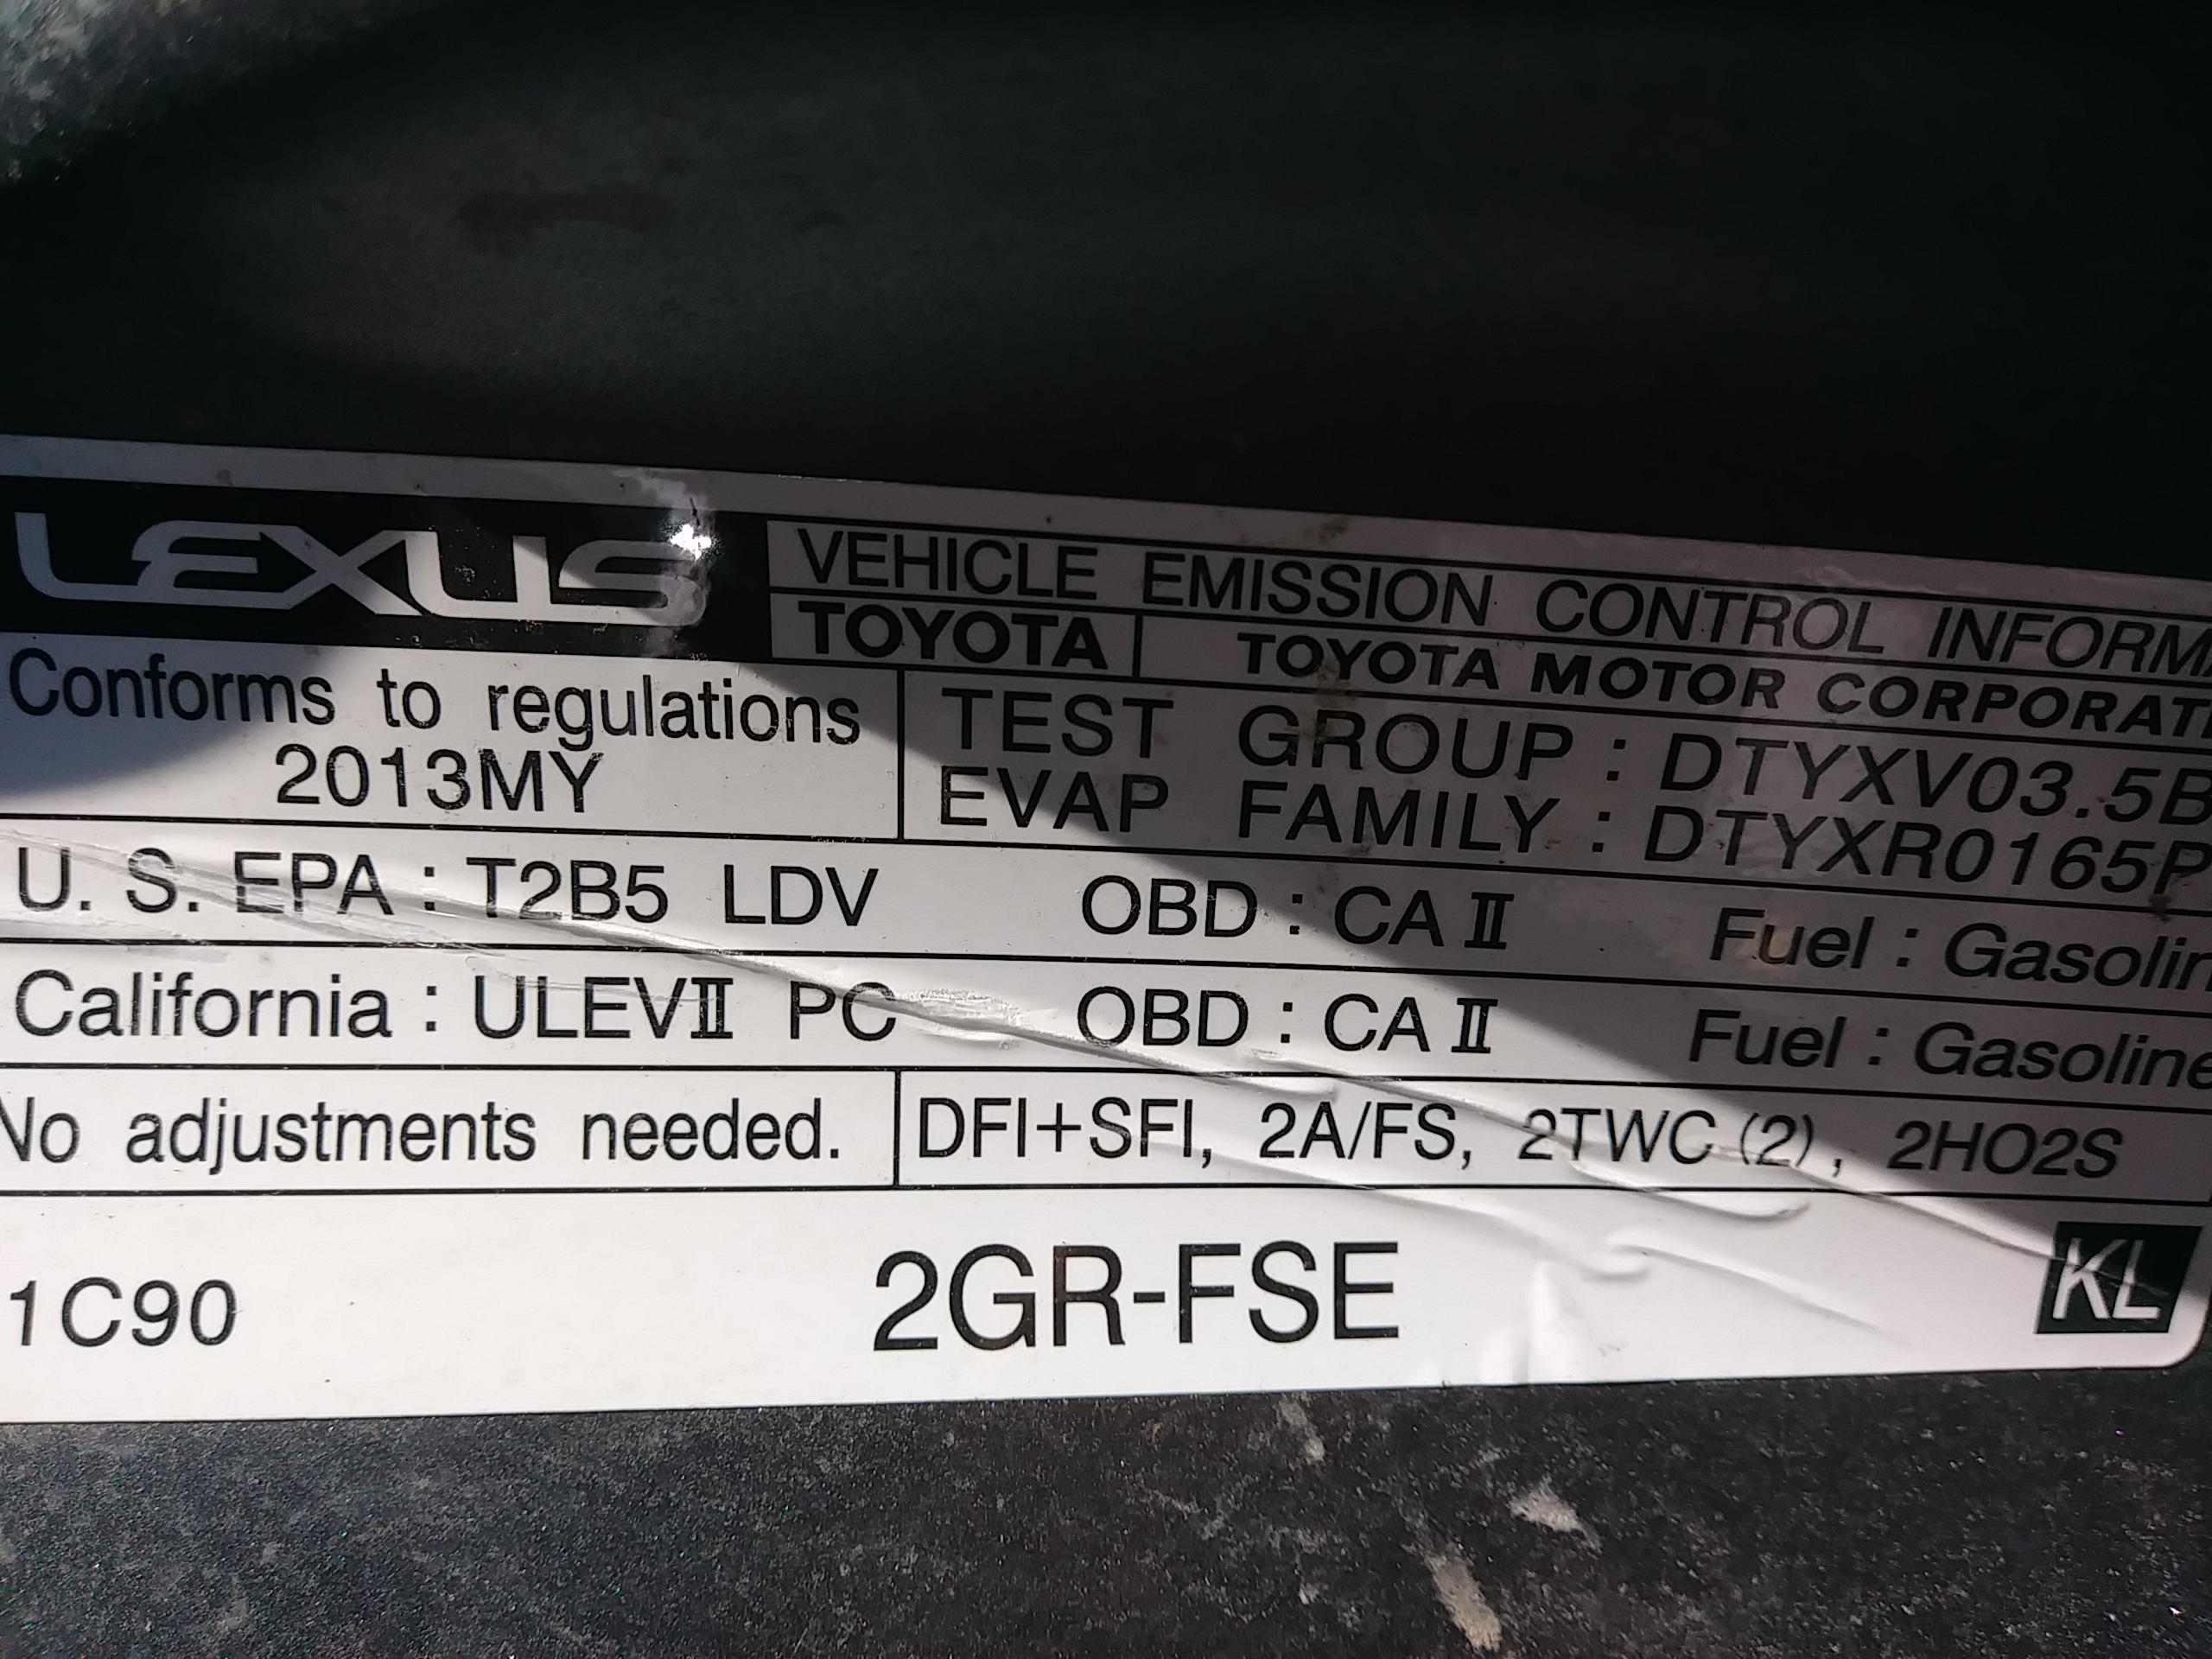 LEXUS
VEHICLE EMISSION CONTROL INFORMA
TOYOTA TOYOTA MOTOR CORPORATI
Conforms to regulations
2013MY
TEST GROUP : DTYXV03.5B
EVAP FAMILY : DTYXR0165P
U. S. EPA : T2B5 LDV OBD : CA II Fuel : Gasolin
California : ULEVII PC OBD : CA II Fuel : Gasoline
No adjustments needed. DFI+SFI, 2A/FS, 2TWC (2), 2HO2S
1C90 2GR-FSE KL